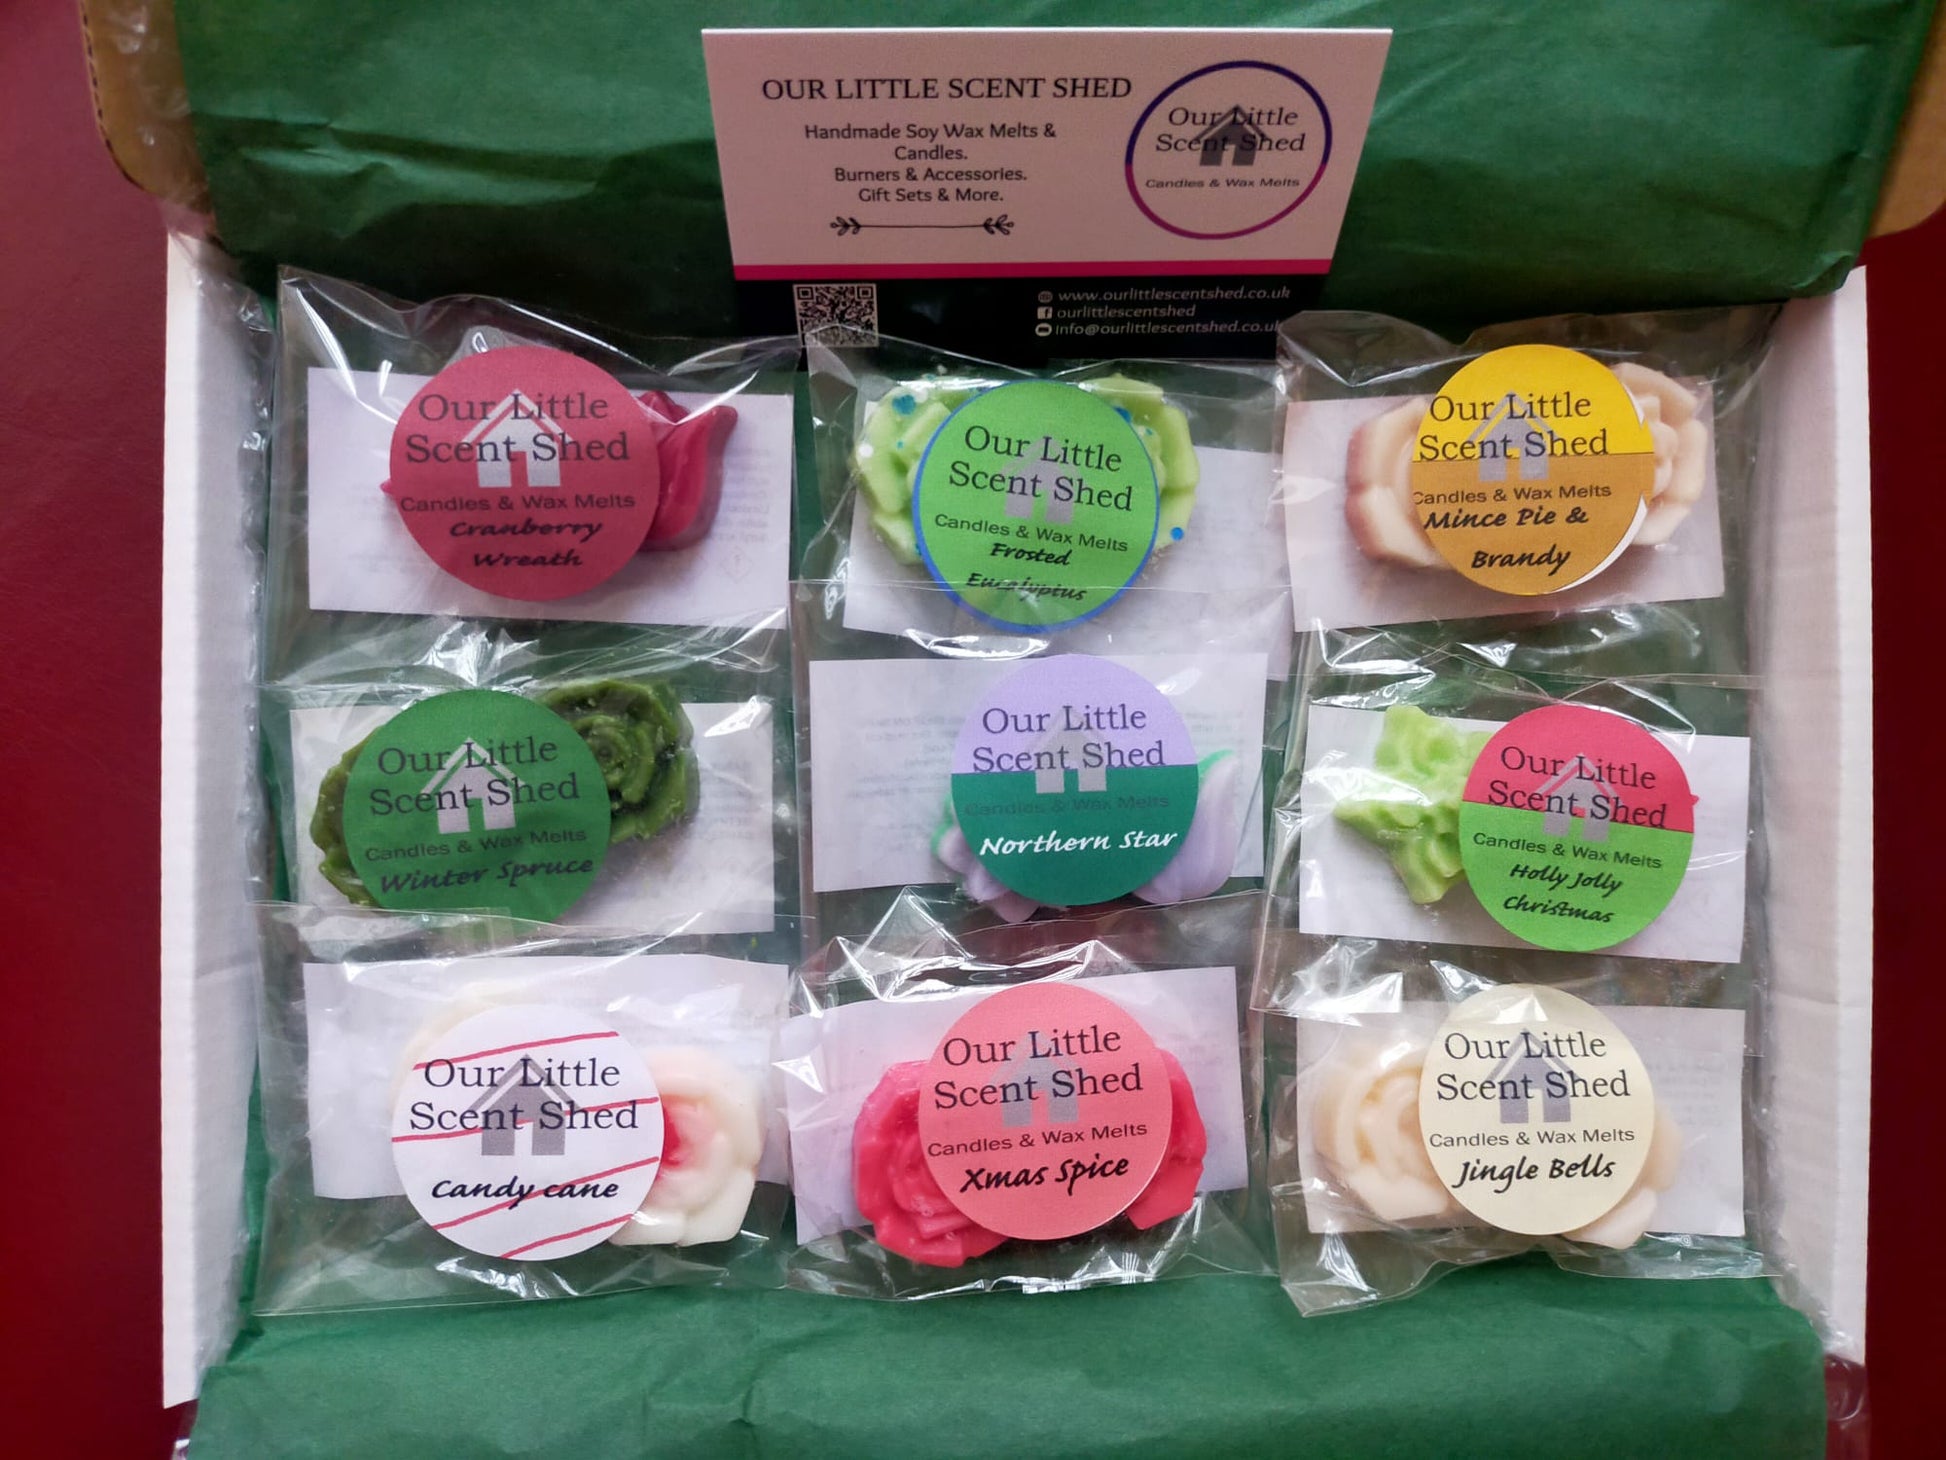 OUR LITTLE SCENT SHED
Handmade Soy Wax Melts &
Candles.
Burners & Accessories.
Gift Sets & More.
Our Little
Scent Shed
Candles & Wax Melts
www.ourlittlescentshed.co.uk
ourlittlescentshed
info@ourlittlescentshed.co.uk
Our Little
Scent Shed
Candles & Wax Melts
Cranberry
Wreath
Our Little
Scent Shed
Candles & Wax Melts
Frosted
Eucalyptus
Our Little
Scent Shed
Candles & Wax Melts
Mince Pie &
Brandy
Our Little
Scent Shed
Candles & Wax Melts
Winter Spruce
Our Little
Scent Shed
Candles & Wax Melts
Northern Star
Our Little
Scent Shed
Candles & Wax Melts
Holly Jolly
Christmas
Our Little
Scent Shed
Candy cane
Our Little
Scent Shed
Candles & Wax Melts
Xmas Spice
Our Little
Scent Shed
Candles & Wax Melts
Jingle Bells